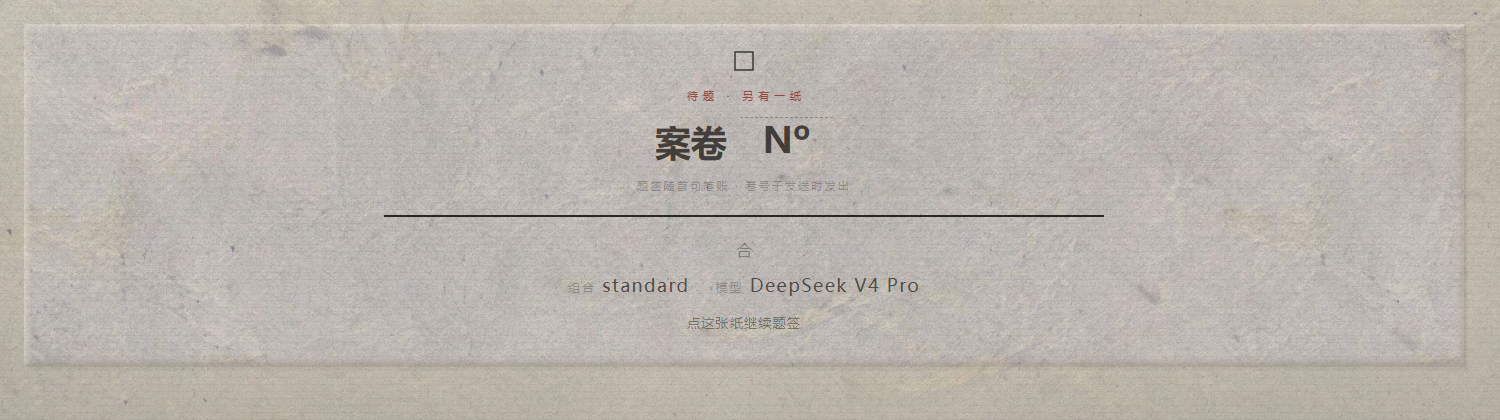 待题 · 另有一纸
案卷 Nº
题签随首句落账 卷号于发送时发出
合
组合 standard 模型 DeepSeek V4 Pro
点这张纸继续题签